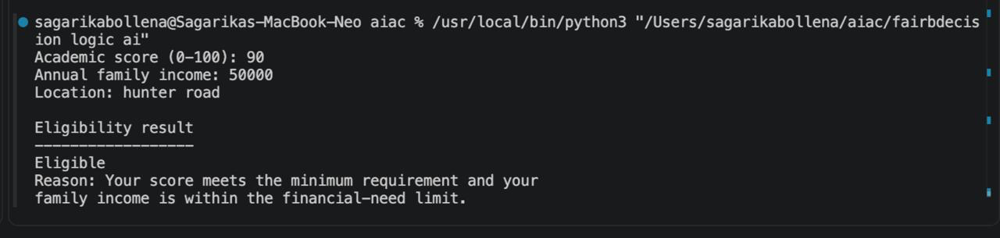 sagarikabollena@Sagarikas-MacBook-Neo aiac % /usr/local/bin/python3 "/Users/sagarikabollena/aiac/fairbdecis
ion logic ai"
Academic score (0-100): 90
Annual family income: 50000
Location: hunter road
Eligibility result
------------------
Eligible
Reason: Your score meets the minimum requirement and your
family income is within the financial-need limit.